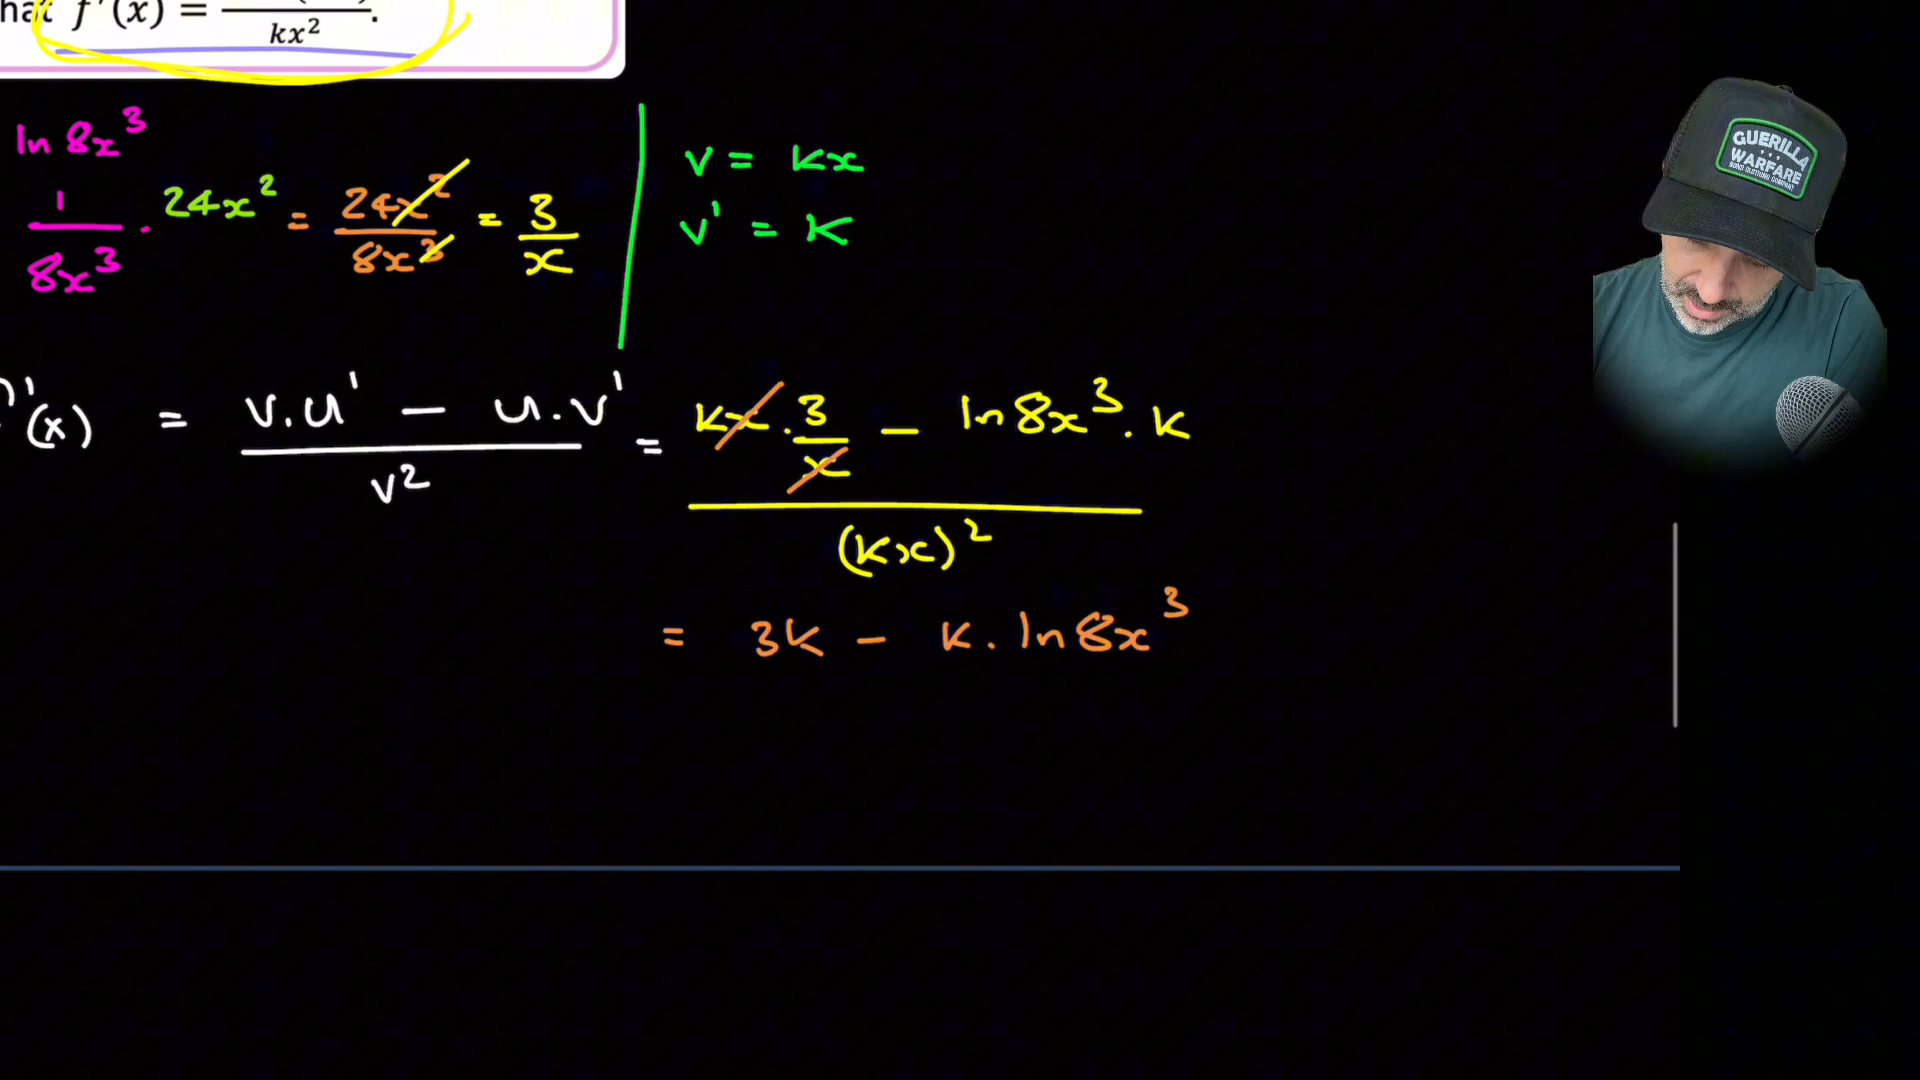 f'(x) =
kx²
ln 8x³
1/8x³ · 24x² = 24x²/8x³ = 3/x
v = kx
v' = k
'(x) = (v.u' − u.v')/v² = (kx · 3/x − ln 8x³ . k)/(kx)²
= 3k − k . ln 8x³
GUERILLA
WARFARE